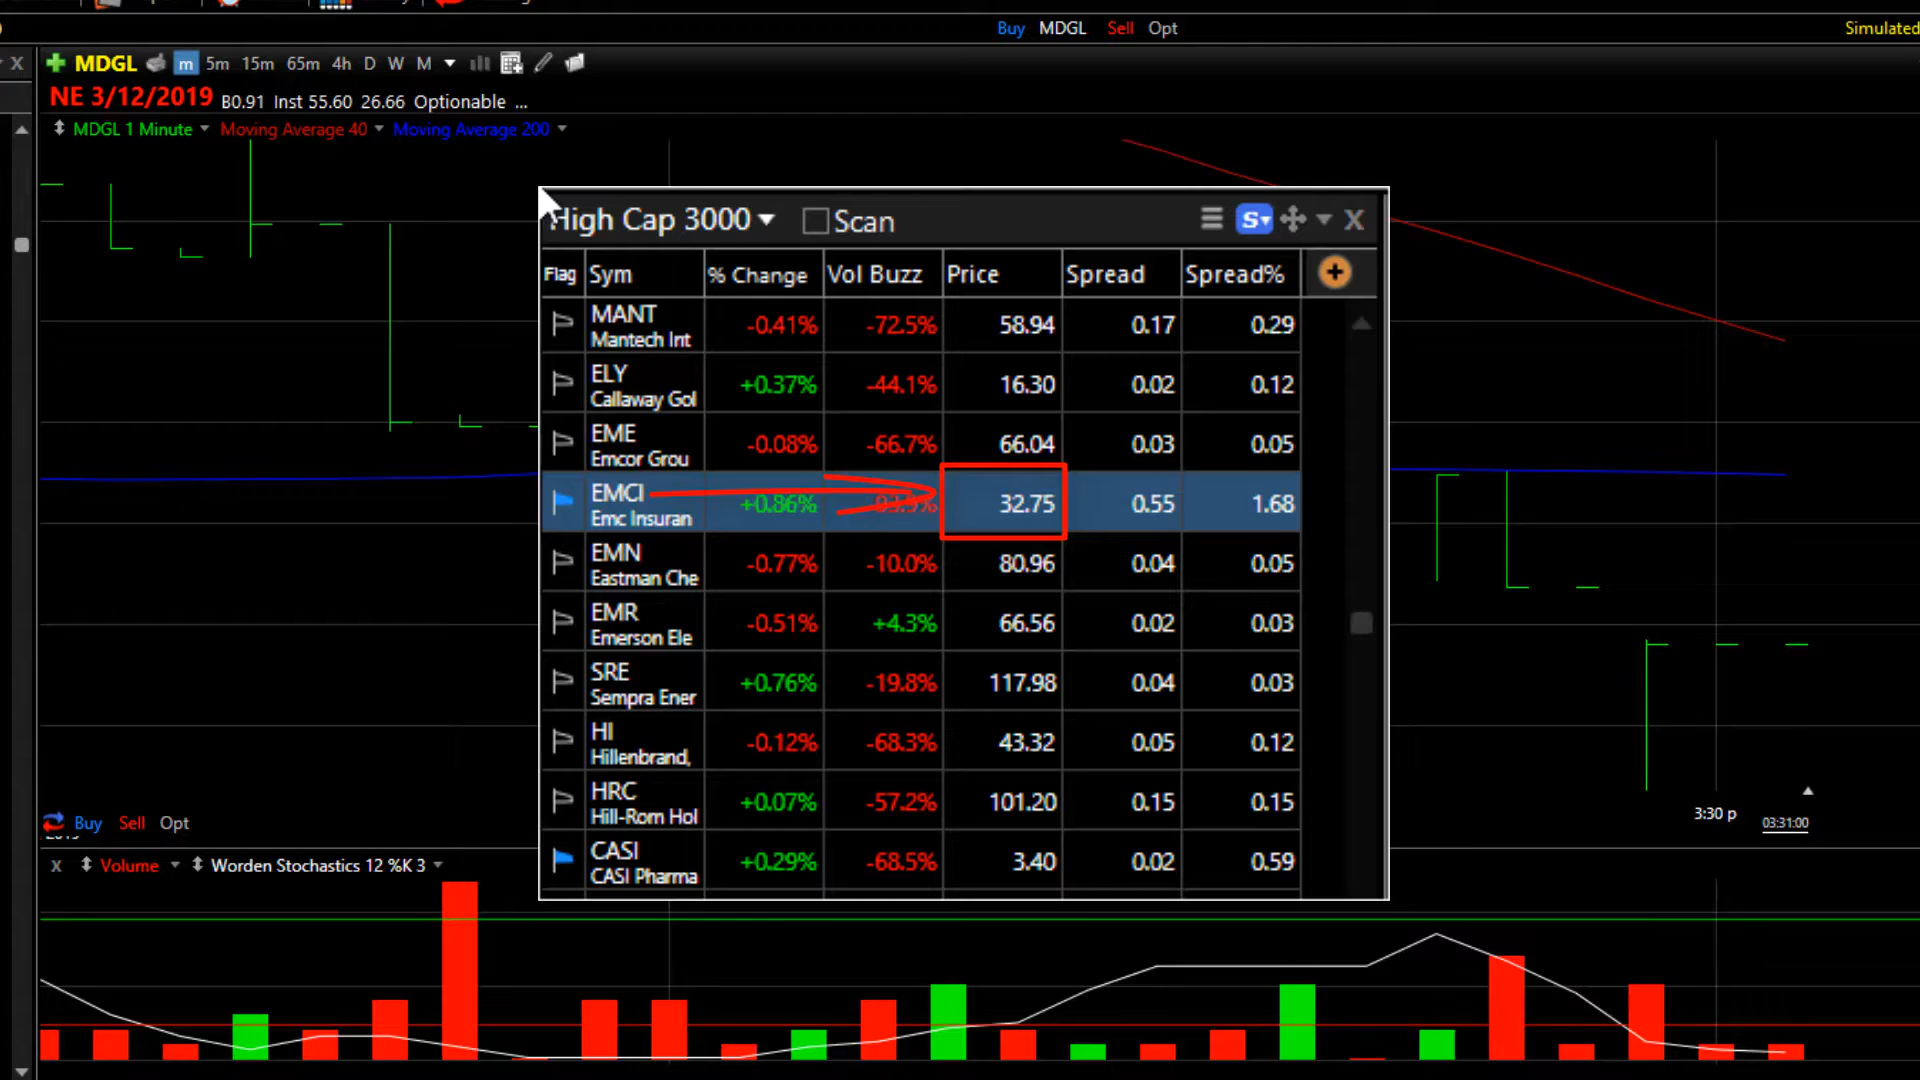 Buy MDGL Sell Opt
Simulated
X MDGL m 5m 15m 65m 4h D W M
NE 3/12/2019 B0.91 Inst 55.60 26.66 Optionable ...
MDGL 1 Minute Moving Average 40 Moving Average 200
High Cap 3000 Scan S X
Flag Sym % Change Vol Buzz Price Spread Spread%
MANT -0.41% -72.5% 58.94 0.17 0.29
Mantech Int
ELY +0.37% -44.1% 16.30 0.02 0.12
Callaway Gol
EME -0.08% -66.7% 66.04 0.03 0.05
Emcor Grou
EMCI +0.86% 32.75 0.55 1.68
Emc Insuran
EMN -0.77% -10.0% 80.96 0.04 0.05
Eastman Che
EMR -0.51% +4.3% 66.56 0.02 0.03
Emerson Ele
SRE +0.76% -19.8% 117.98 0.04 0.03
Sempra Ener
HI -0.12% -68.3% 43.32 0.05 0.12
Hillenbrand,
HRC +0.07% -57.2% 101.20 0.15 0.15
Hill-Rom Hol
CASI +0.29% -68.5% 3.40 0.02 0.59
CASI Pharma
3:30 p
03:31:00
Buy Sell Opt
X Volume Worden Stochastics 12 %K 3